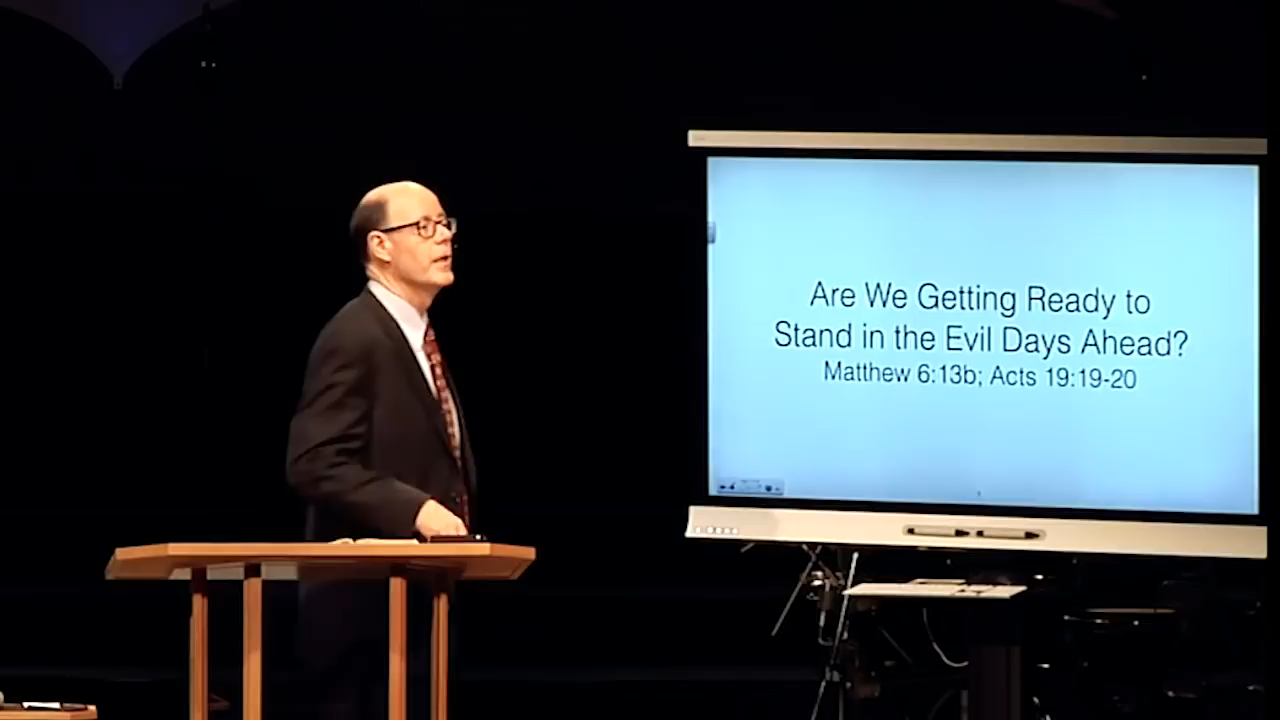 Are We Getting Ready to
Stand in the Evil Days Ahead?
Matthew 6:13b; Acts 19:19-20